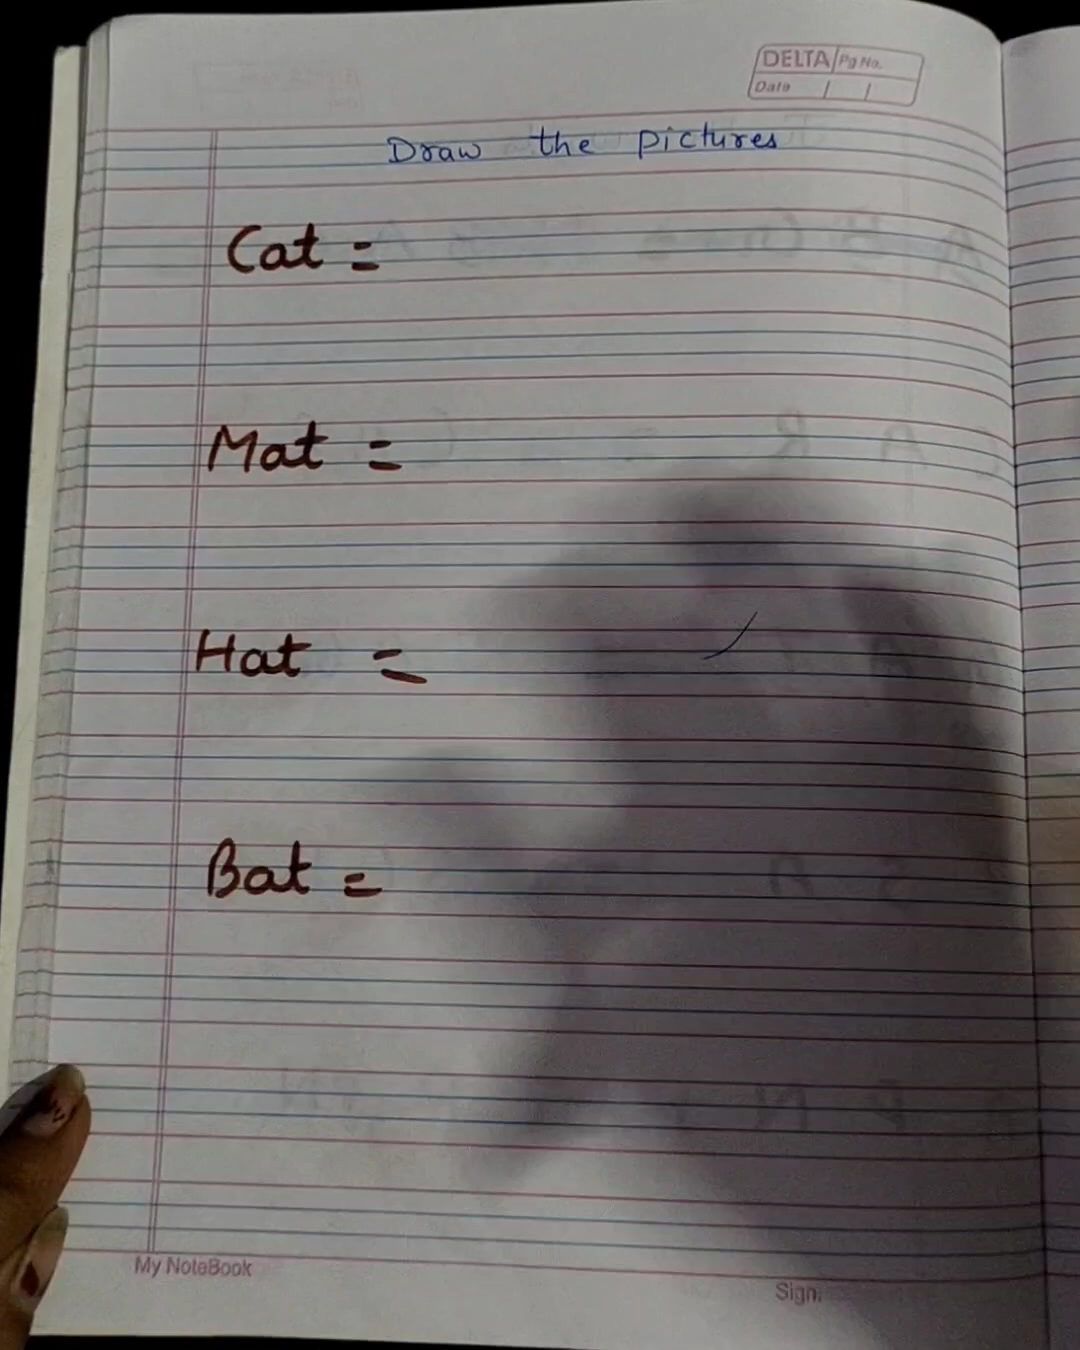 DELTA Pg No.
Date / /
Draw the pictures
Cat =
Mat =
Hat =
Bat =
My NoteBook
Sign.